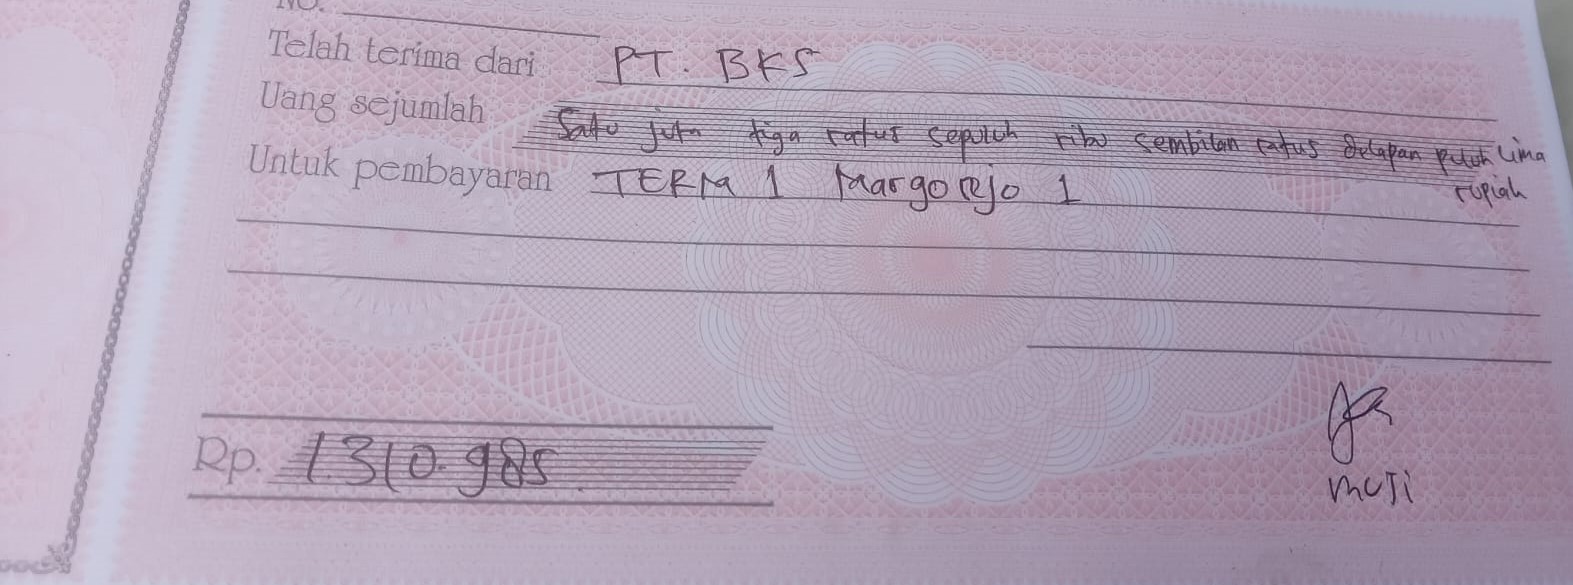 No.
Telah terima dari PT. BKS
Uang sejumlah Satu juta tiga ratus sepuluh ribu sembilan ratus delapan puluh lima
rupiah
Untuk pembayaran TERM 1 Margorejo 1
Rp. 1.310.985
muji